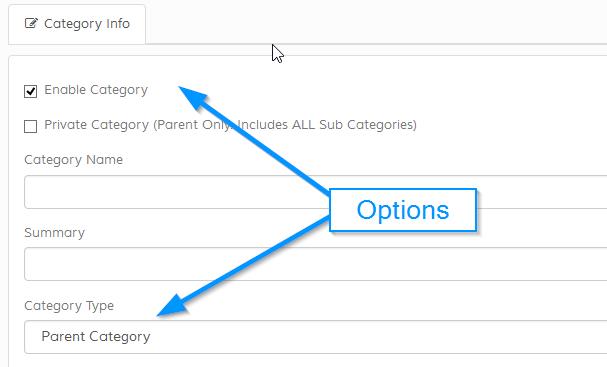 Category Info
Enable Category
Private Category (Parent Only. Includes ALL Sub Categories)
Category Name
Options
Summary
Category Type
Parent Category